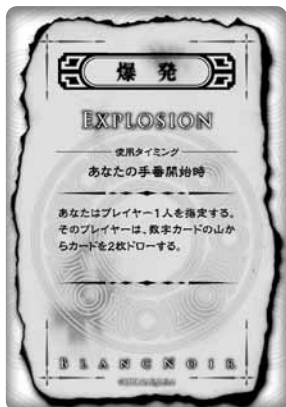 爆発
EXPLOSION
使用タイミング
あなたの手番開始時
あなたはプレイヤー1人を指定する。
そのプレイヤーは、数字カードの山か
らカードを2枚ドローする。
BLANCNOIR